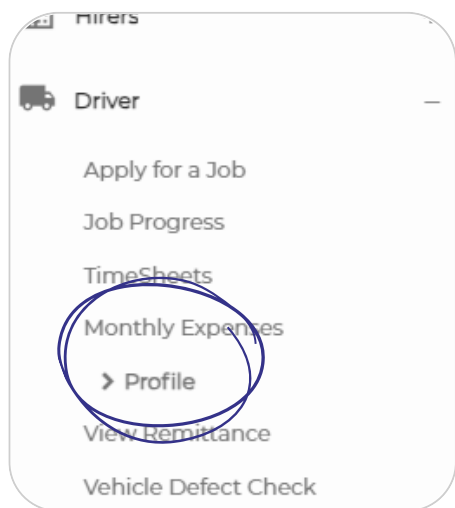 Hirers
Driver
Apply for a Job
Job Progress
TimeSheets
Monthly Expenses
Profile
View Remittance
Vehicle Defect Check